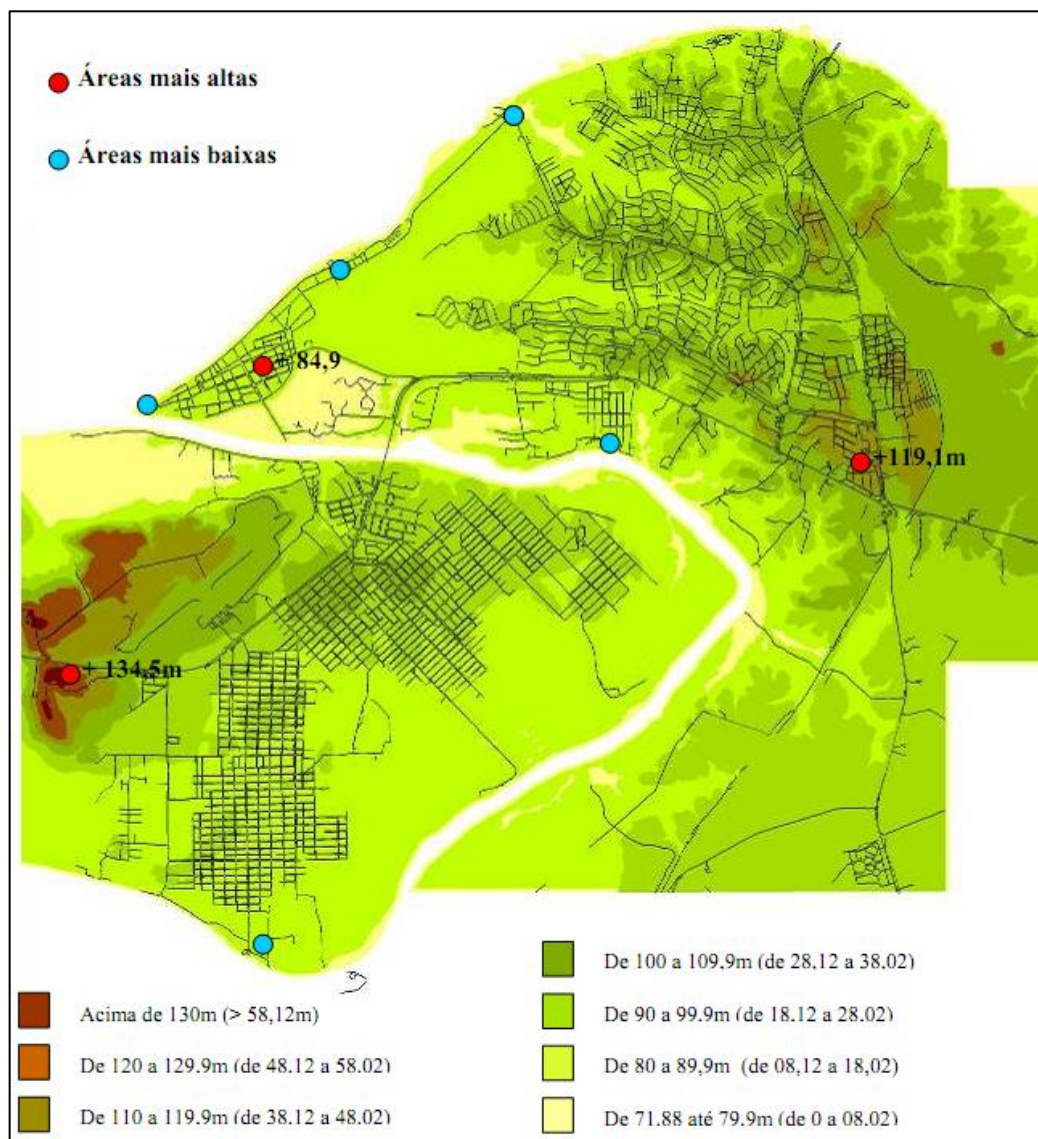 Áreas mais altas
Áreas mais baixas
+ 84,9
+119,1m
+ 134,5m
De 100 a 109,9m (de 28,12 a 38,02)
Acima de 130m (> 58,12m)
De 90 a 99.9m (de 18.12 a 28.02)
De 120 a 129.9m (de 48.12 a 58.02)
De 80 a 89,9m (de 08,12 a 18,02)
De 110 a 119.9m (de 38.12 a 48.02)
De 71.88 até 79.9m (de 0 a 08.02)